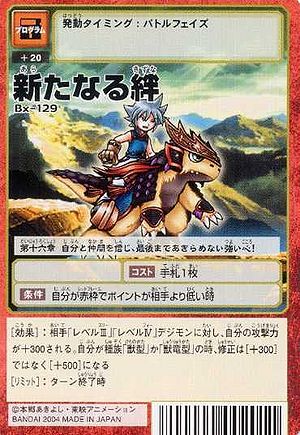 発動タイミング：バトルフェイズ
プログラム
+20
新たなる絆
Bx-129
第十六章 自分と仲間を信じ、最後まであきらめない強いべ!
コスト 手札1枚
条件 自分が赤枠でポイントが相手より低い時
[効果]：相手「レベルⅢ」「レベルⅣ」デジモンに対し、自分の攻撃
力が+300される。自分が種族「獣型」か「獣竜型」の時、修正は[+300]
ではなく[+500]になる
[リミット]：ターン終了時
©本郷あきよし・東映アニメーション
BANDAI 2004 MADE IN JAPAN